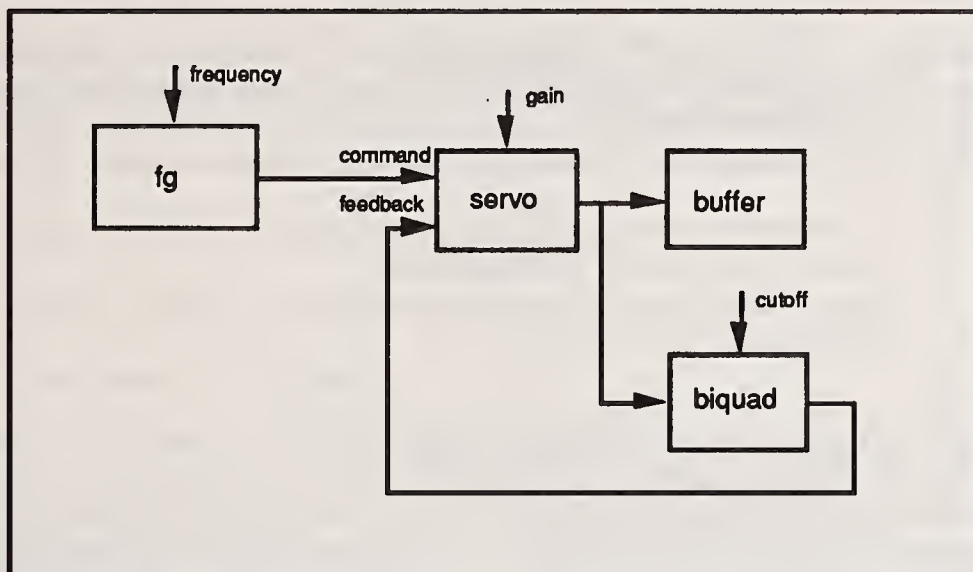 frequency
fg
command
feedback
gain
servo
buffer
cutoff
biquad